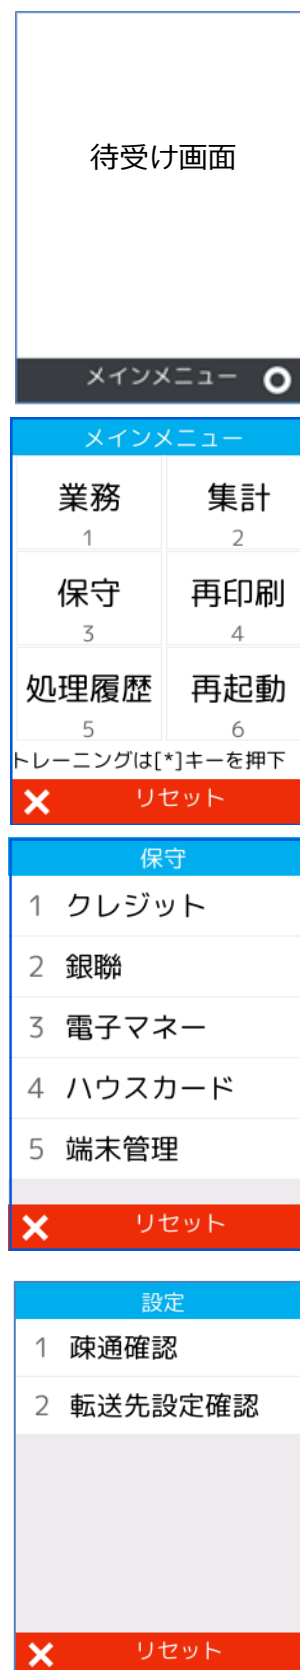 待受け画面
メインメニュー
メインメニュー
業務 集計
1 2
保守 再印刷
3 4
処理履歴 再起動
5 6
トレーニングは[*]キーを押下
リセット
保守
1 クレジット
2 銀聯
3 電子マネー
4 ハウスカード
5 端末管理
リセット
設定
1 疎通確認
2 転送先設定確認
リセット